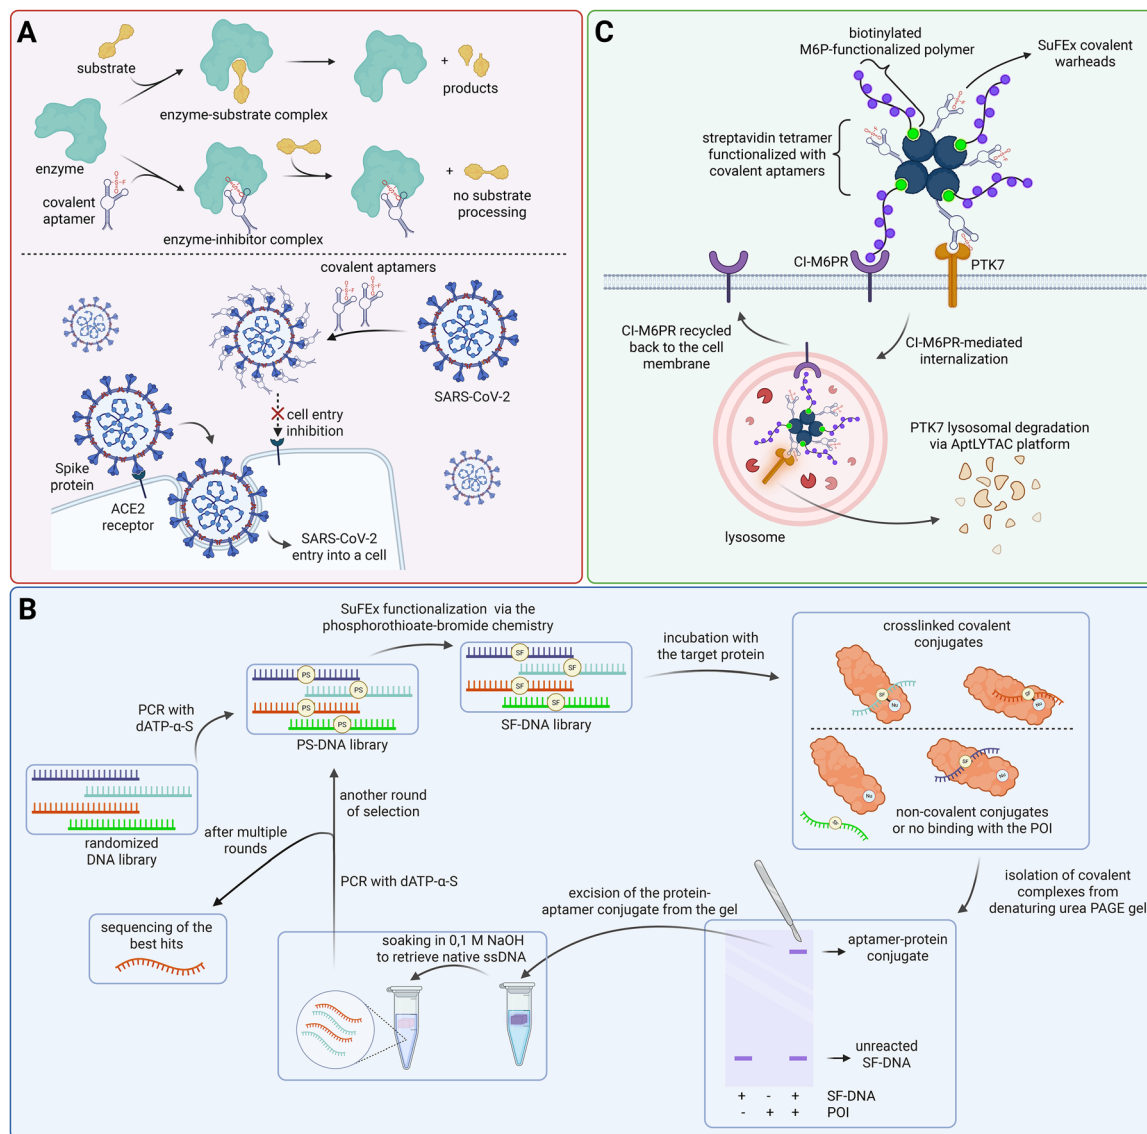 A
substrate
enzyme-substrate complex
+
products
enzyme
covalent
aptamer
enzyme-inhibitor complex
+
no substrate
processing
covalent aptamers
SARS-CoV-2
cell entry
inhibition
Spike
protein
ACE2
receptor
SARS-CoV-2
entry into a cell
C
biotinylated
M6P-functionalized polymer
SuFEx covalent
warheads
streptavidin tetramer
functionalized with
covalent aptamers
CI-M6PR
PTK7
CI-M6PR recycled
back to the cell
membrane
CI-M6PR-mediated
internalization
PTK7 lysosomal degradation
via AptLYTAC platform
lysosome
B
SuFEx functionalization via the
phosphorothioate-bromide chemistry
PCR with
dATP-α-S
PS
PS
PS
PS
PS-DNA library
SF
SF
SF
SF
SF-DNA library
incubation with
the target protein
crosslinked covalent
conjugates
SF
Nu
SF
Nu
Nu
SF
Nu
SF
non-covalent conjugates
or no binding with the POI
randomized
DNA library
another round
of selection
after multiple
rounds
PCR with dATP-α-S
sequencing of the
best hits
soaking in 0,1 M NaOH
to retrieve native ssDNA
excision of the protein-
aptamer conjugate from the gel
isolation of covalent
complexes from
denaturing urea PAGE gel
aptamer-protein
conjugate
unreacted
SF-DNA
+ - + SF-DNA
- + + POI